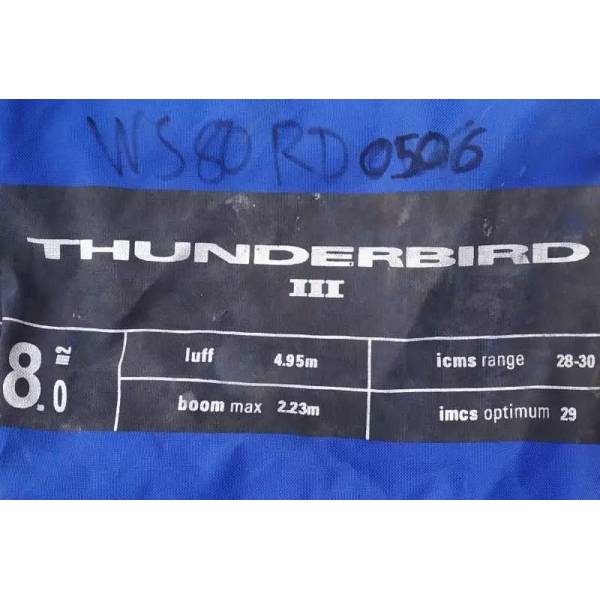 WS80RD0506
THUNDERBIRD
III
8.0 m2
luff 4.95m
icms range 28-30
boom max 2.23m
imcs optimum 29